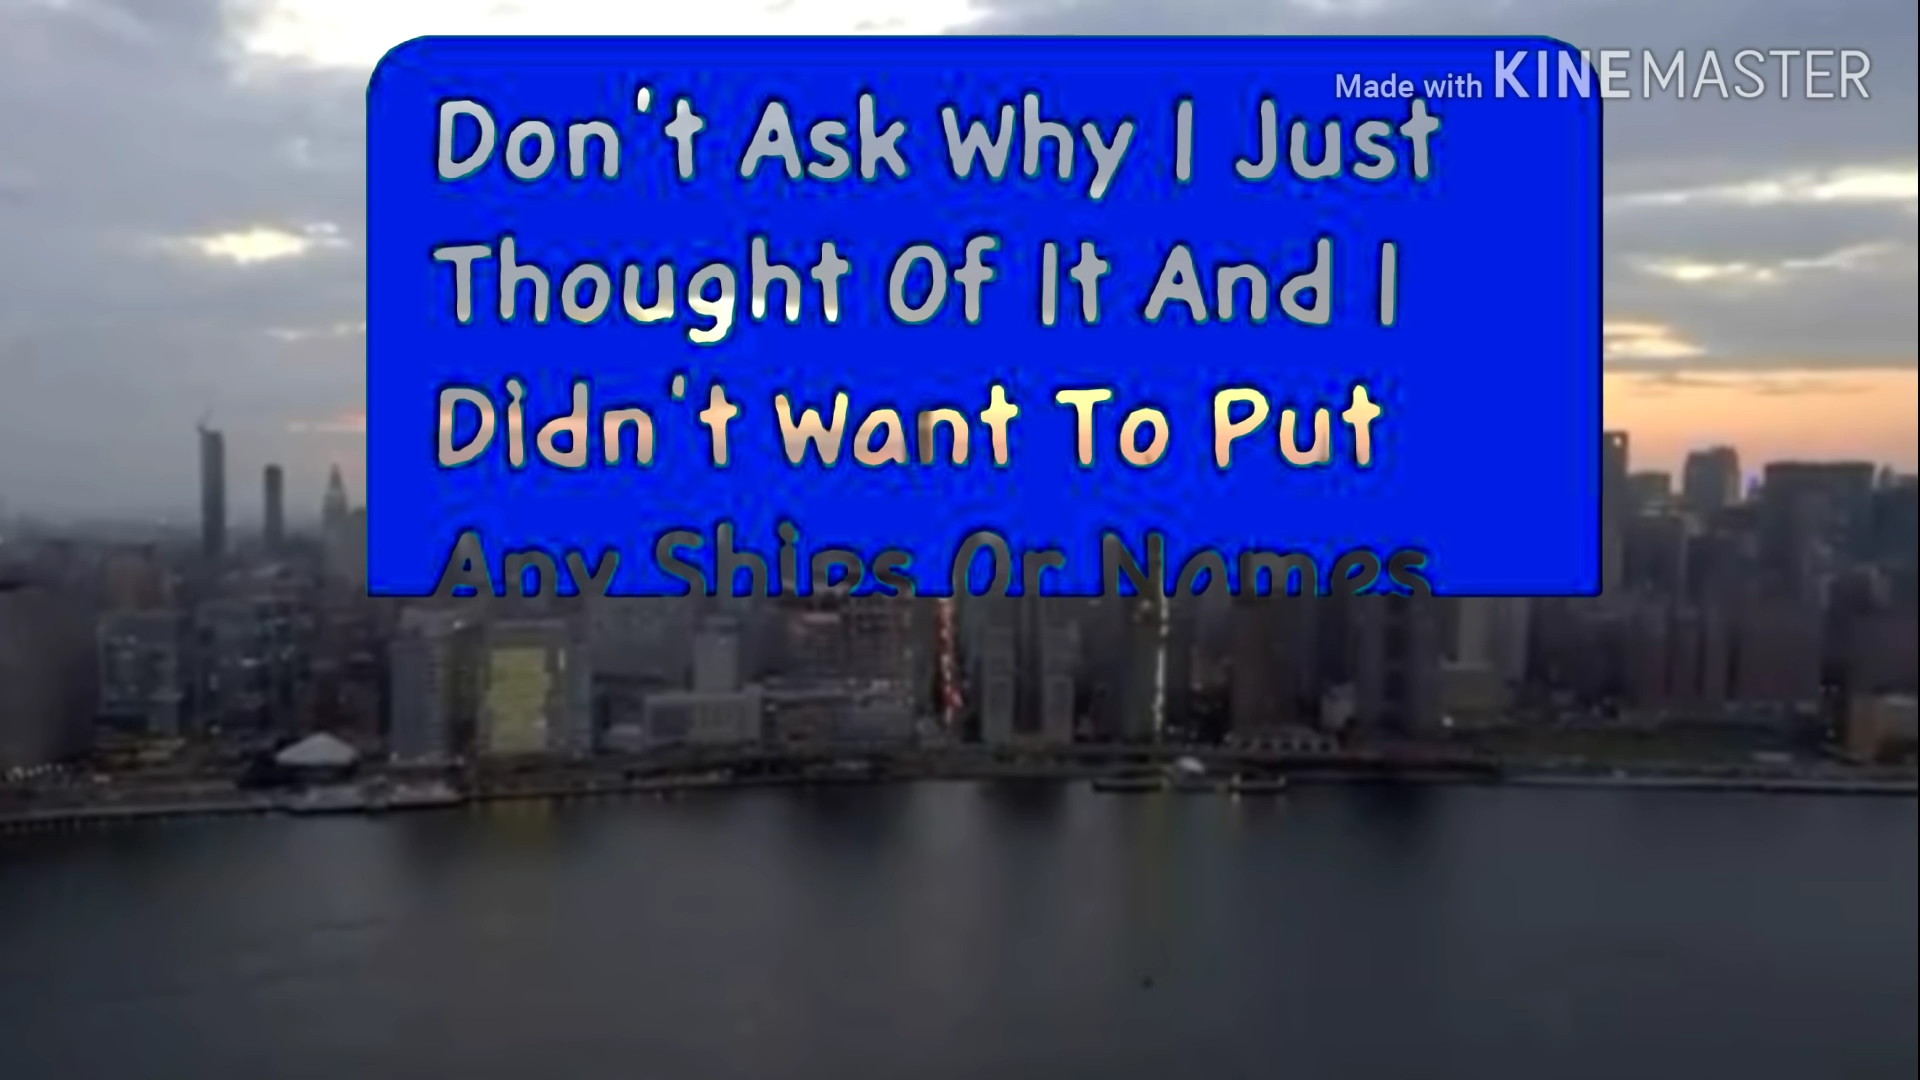 Made with KINEMASTER
Don't Ask Why I Just
Thought Of It And I
Didn't Want To Put
Any Ships Or Names